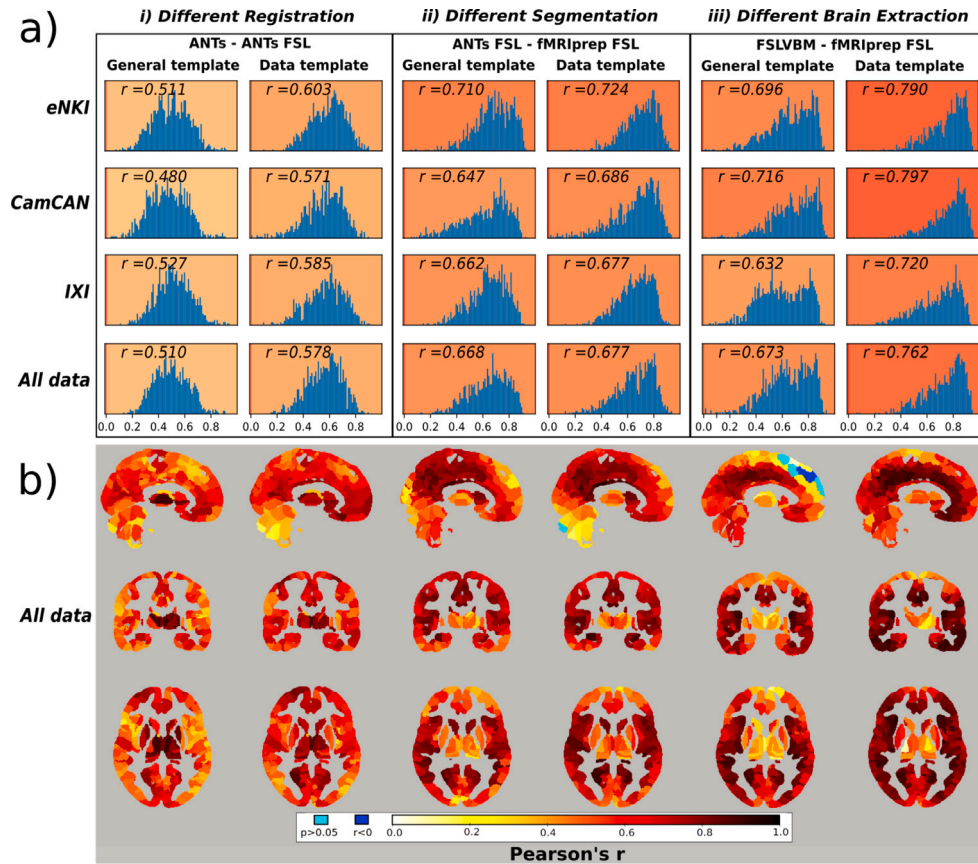 a)
i) Different Registration
ii) Different Segmentation
iii) Different Brain Extraction
ANTs - ANTs FSL
ANTs FSL - fMRIprep FSL
FSLVBM - fMRIprep FSL
General template
Data template
General template
Data template
General template
Data template
eNKI
r =0.511
r =0.603
r =0.710
r =0.724
r =0.696
r =0.790
CamCAN
r =0.480
r =0.571
r =0.647
r =0.686
r =0.716
r =0.797
IXI
r =0.527
r =0.585
r =0.662
r =0.677
r =0.632
r =0.720
All data
r =0.510
r =0.578
r =0.668
r =0.677
r =0.673
r =0.762
0.0 0.2 0.4 0.6 0.8
0.0 0.2 0.4 0.6 0.8
0.0 0.2 0.4 0.6 0.8
0.0 0.2 0.4 0.6 0.8
0.0 0.2 0.4 0.6 0.8
0.0 0.2 0.4 0.6 0.8
b)
All data
p>0.05
r<0
0.0 0.2 0.4 0.6 0.8 1.0
Pearson's r